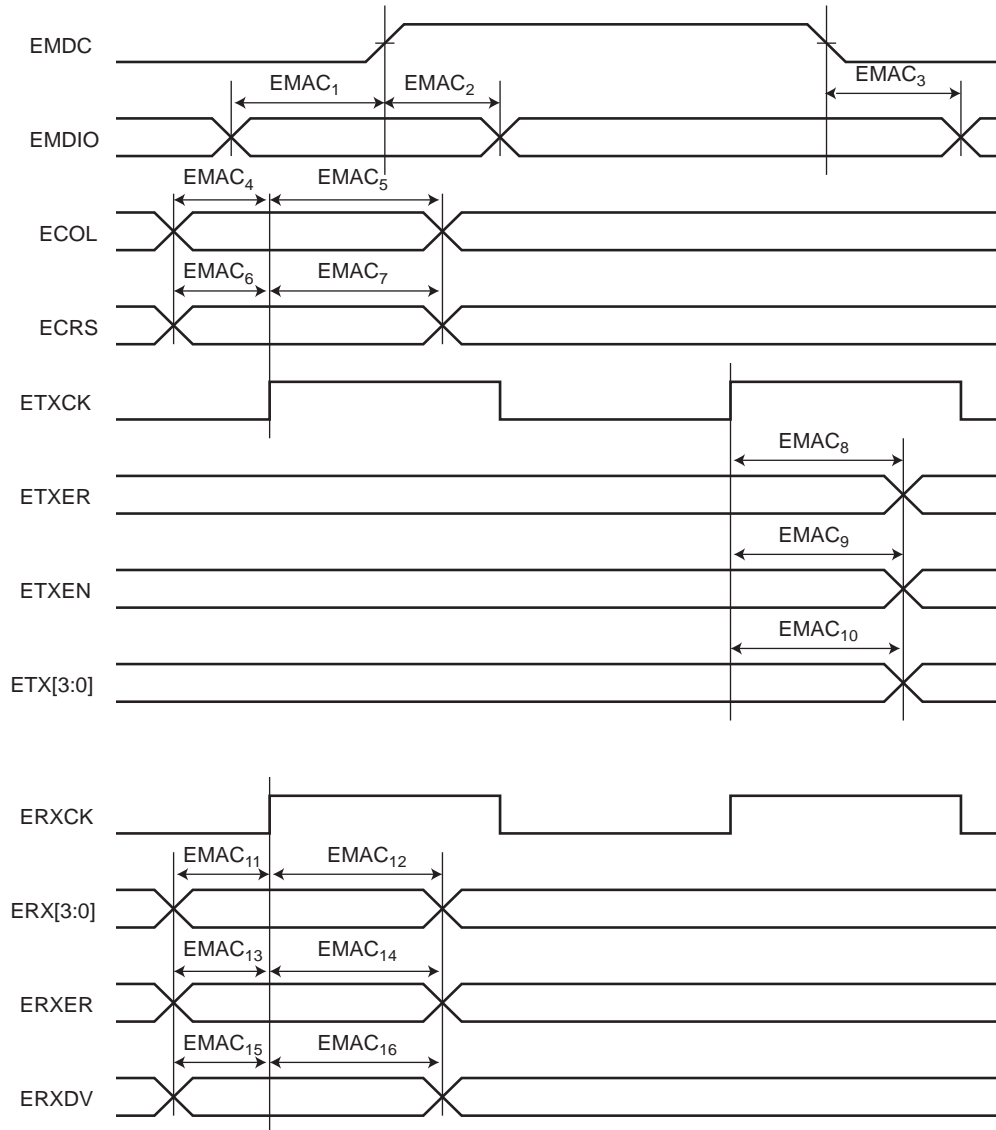 EMDC
EMAC1 EMAC2 EMAC3
EMDIO
EMAC4 EMAC5
ECOL
EMAC6 EMAC7
ECRS
ETXCK
EMAC8
ETXER
EMAC9
ETXEN
EMAC10
ETX[3:0]
ERXCK
EMAC11 EMAC12
ERX[3:0]
EMAC13 EMAC14
ERXER
EMAC15 EMAC16
ERXDV